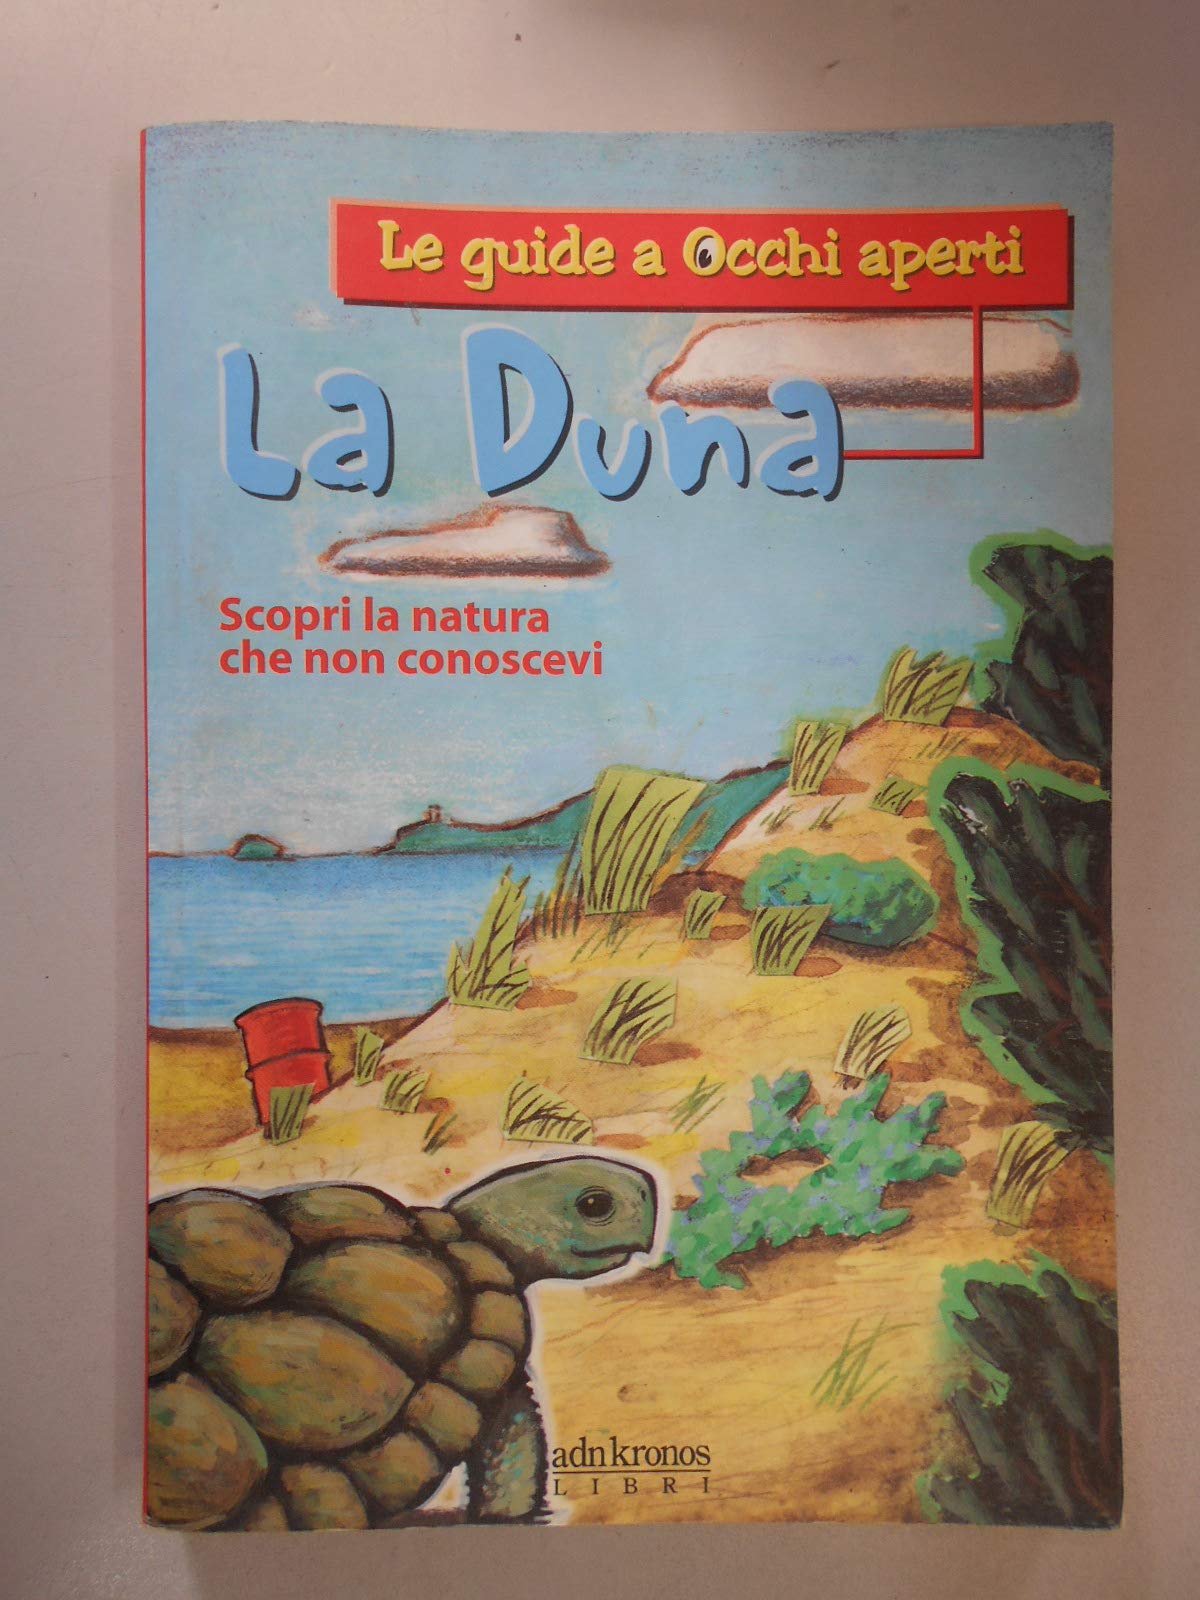 Le guide a Occhi aperti
La Duna
Scopri la natura
che non conoscevi
adnkronos
LIBRI